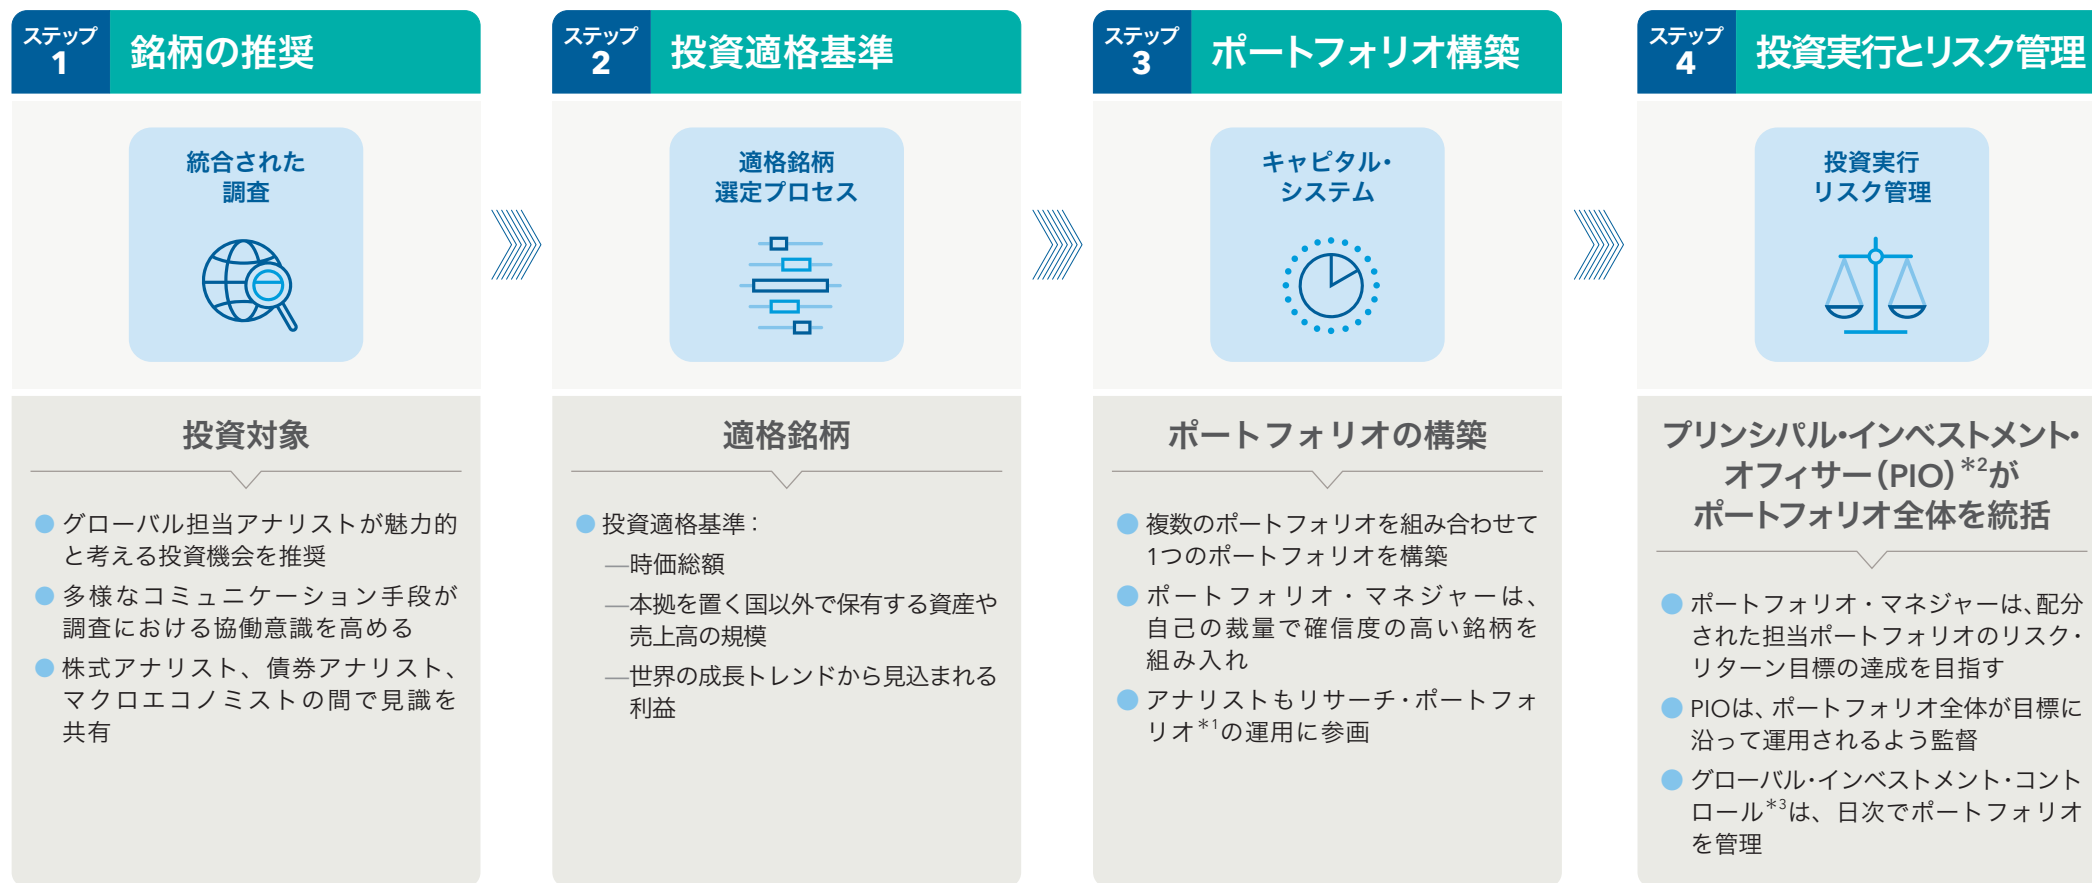 ステップ
1
銘柄の推奨
統合された
調査
投資対象
● グローバル担当アナリストが魅力的
と考える投資機会を推奨
● 多様なコミュニケーション手段が
調査における協働意識を高める
● 株式アナリスト、債券アナリスト、
マクロエコノミストの間で見識を
共有
ステップ
2
投資適格基準
適格銘柄
選定プロセス
適格銘柄
● 投資適格基準：
—時価総額
—本拠を置く国以外で保有する資産や
売上高の規模
—世界の成長トレンドから見込まれる
利益
ステップ
3
ポートフォリオ構築
キャピタル・
システム
ポートフォリオの構築
● 複数のポートフォリオを組み合わせて
1つのポートフォリオを構築
● ポートフォリオ・マネジャーは、
自己の裁量で確信度の高い銘柄を
組み入れ
● アナリストもリサーチ・ポートフォ
リオ＊1の運用に参画
ステップ
4
投資実行とリスク管理
投資実行
リスク管理
プリンシパル・インベストメント・
オフィサー（PIO）＊2が
ポートフォリオ全体を統括
● ポートフォリオ・マネジャーは、配分
された担当ポートフォリオのリスク・
リターン目標の達成を目指す
● PIOは、ポートフォリオ全体が目標に
沿って運用されるよう監督
● グローバル・インベストメント・コント
ロール＊3は、日次でポートフォリオ
を管理